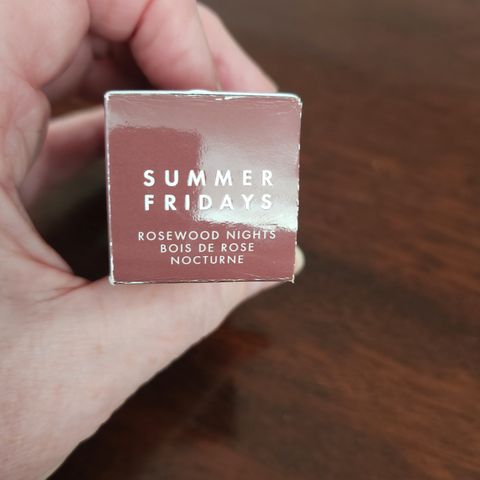 SUMMER
FRIDAYS
ROSEWOOD NIGHTS
BOIS DE ROSE
NOCTURNE